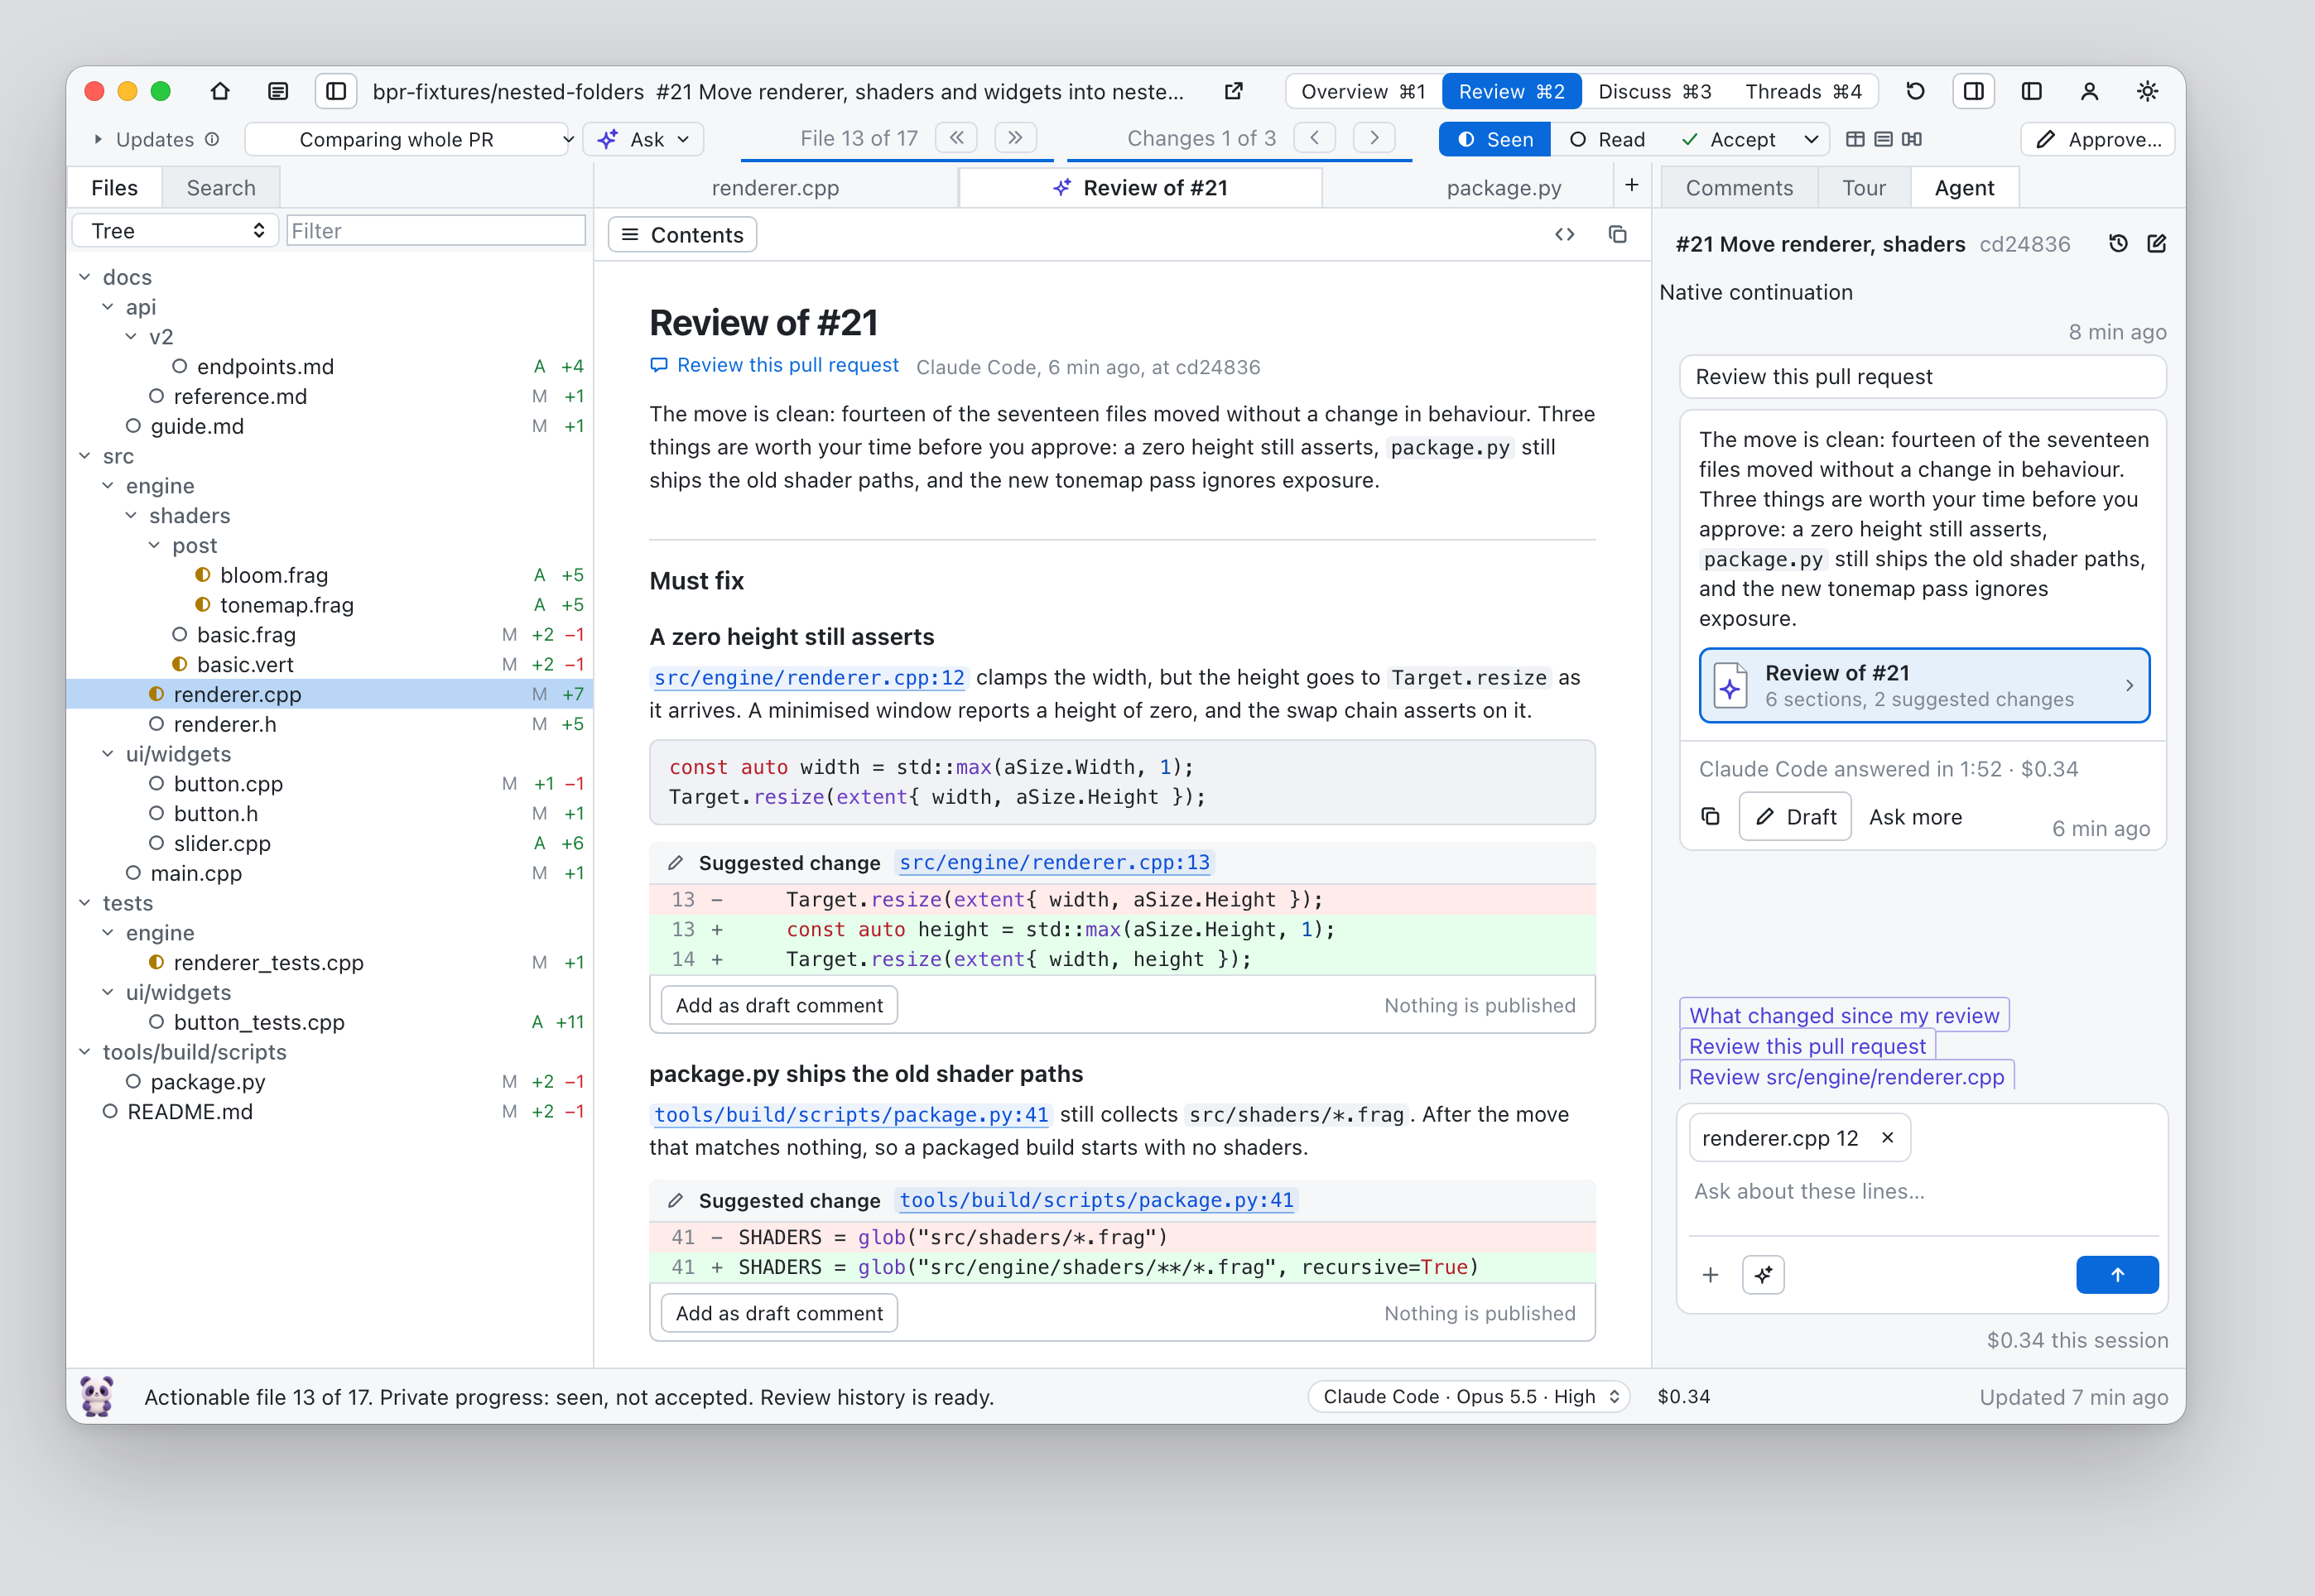 bpr-fixtures/nested-folders #21 Move renderer, shaders and widgets into neste...
Overview ⌘1 Review ⌘2 Discuss ⌘3 Threads ⌘4
Updates Comparing whole PR Ask File 13 of 17 Changes 1 of 3 Seen Read Accept Approve...
Files Search
renderer.cpp Review of #21 package.py +
Comments Tour Agent
Tree Filter
docs
api
v2
endpoints.md A +4
reference.md M +1
guide.md M +1
src
engine
shaders
post
bloom.frag A +5
tonemap.frag A +5
basic.frag M +2 −1
basic.vert M +2 −1
renderer.cpp M +7
renderer.h M +5
ui/widgets
button.cpp M +1 −1
button.h M +1
slider.cpp A +6
main.cpp M +1
tests
engine
renderer_tests.cpp M +1
ui/widgets
button_tests.cpp A +11
tools/build/scripts
package.py M +2 −1
README.md M +2 −1
Contents
Review of #21
Review this pull request Claude Code, 6 min ago, at cd24836
The move is clean: fourteen of the seventeen files moved without a change in behaviour. Three
things are worth your time before you approve: a zero height still asserts, package.py still
ships the old shader paths, and the new tonemap pass ignores exposure.
Must fix
A zero height still asserts
src/engine/renderer.cpp:12 clamps the width, but the height goes to Target.resize as
it arrives. A minimised window reports a height of zero, and the swap chain asserts on it.
const auto width = std::max(aSize.Width, 1);
Target.resize(extent{ width, aSize.Height });
Suggested change src/engine/renderer.cpp:13
13 − Target.resize(extent{ width, aSize.Height });
13 + const auto height = std::max(aSize.Height, 1);
14 + Target.resize(extent{ width, height });
Add as draft comment Nothing is published
package.py ships the old shader paths
tools/build/scripts/package.py:41 still collects src/shaders/*.frag. After the move
that matches nothing, so a packaged build starts with no shaders.
Suggested change tools/build/scripts/package.py:41
41 − SHADERS = glob("src/shaders/*.frag")
41 + SHADERS = glob("src/engine/shaders/**/*.frag", recursive=True)
Add as draft comment Nothing is published
#21 Move renderer, shaders cd24836
Native continuation
8 min ago
Review this pull request
The move is clean: fourteen of the seventeen
files moved without a change in behaviour.
Three things are worth your time before you
approve: a zero height still asserts,
package.py still ships the old shader paths,
and the new tonemap pass ignores
exposure.
Review of #21
6 sections, 2 suggested changes
Claude Code answered in 1:52 · $0.34
Draft Ask more 6 min ago
What changed since my review
Review this pull request
Review src/engine/renderer.cpp
renderer.cpp 12 ×
Ask about these lines...
$0.34 this session
Actionable file 13 of 17. Private progress: seen, not accepted. Review history is ready.
Claude Code · Opus 5.5 · High $0.34 Updated 7 min ago